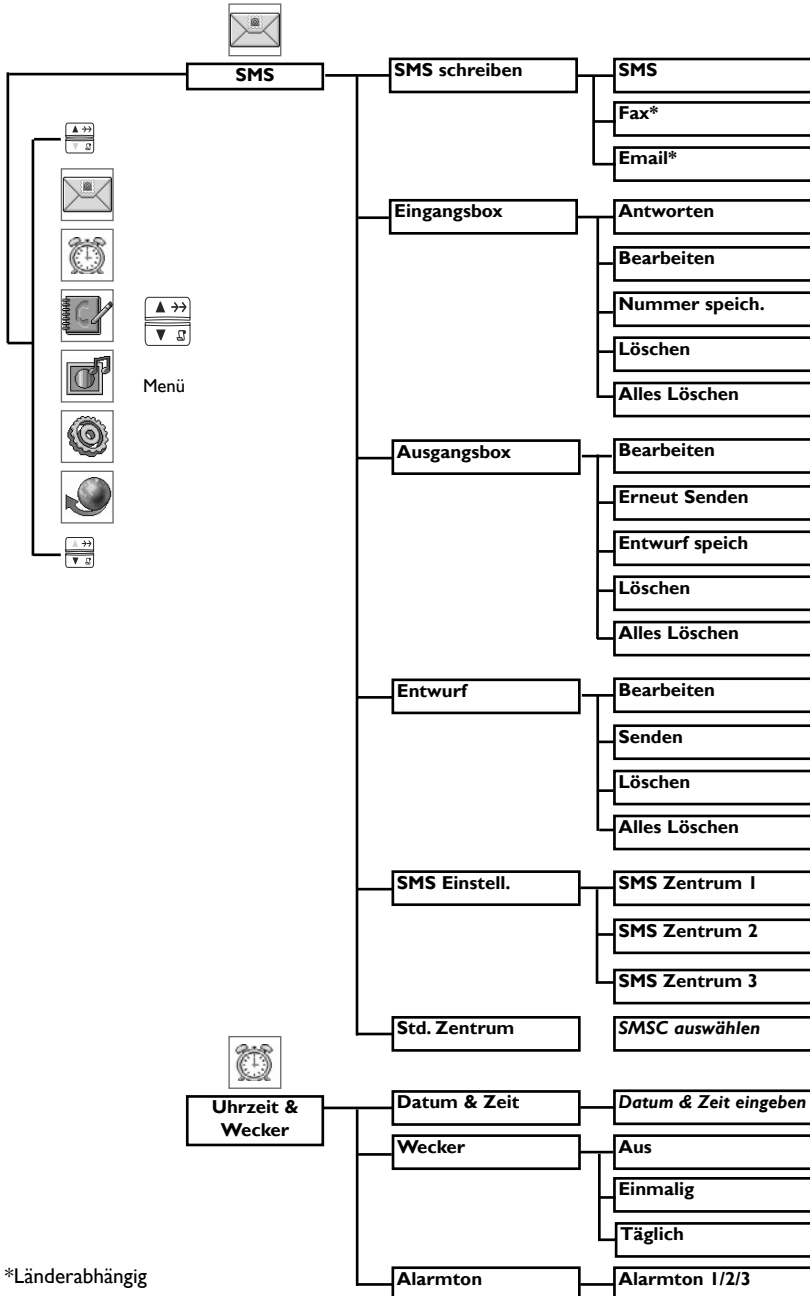 SMS
SMS schreiben
SMS
Fax*
Email*
Eingangsbox
Antworten
Bearbeiten
Nummer speich.
Löschen
Alles Löschen
Menü
Ausgangsbox
Bearbeiten
Erneut Senden
Entwurf speich
Löschen
Alles Löschen
Entwurf
Bearbeiten
Senden
Löschen
Alles Löschen
SMS Einstell.
SMS Zentrum 1
SMS Zentrum 2
SMS Zentrum 3
Std. Zentrum
SMSC auswählen
Uhrzeit &
Wecker
Datum & Zeit
Datum & Zeit eingeben
Wecker
Aus
Einmalig
Täglich
Alarmton
Alarmton 1/2/3
*Länderabhängig